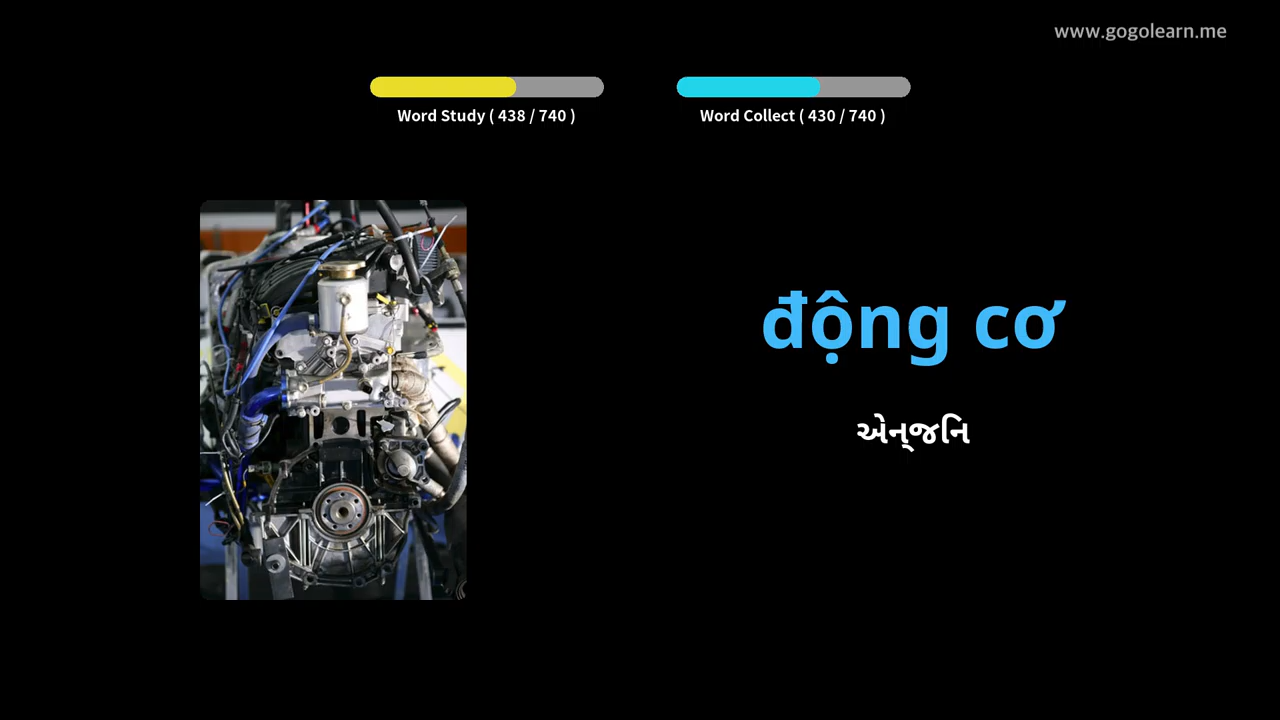 www.gogolearn.me
Word Study ( 438 / 740 )
Word Collect ( 430 / 740 )
động cơ
એન્જિન